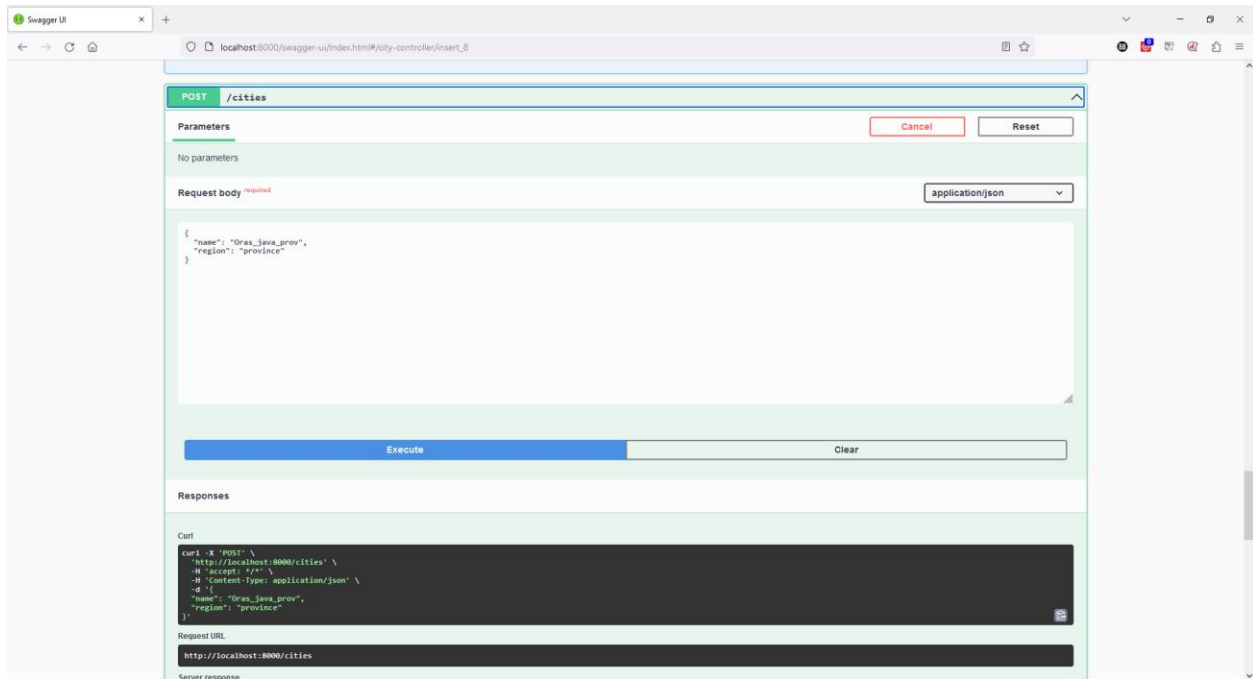 Swagger UI
localhost:8000/swagger-ui/index.html#/city-controller/insert_8
POST /cities
Parameters
Cancel
Reset
No parameters
Request body required
application/json
{
"name": "Oras_java_prov",
"region": "province"
}
Execute
Clear
Responses
Curl
curl -X 'POST' \
'http://localhost:8000/cities' \
-H 'accept: */*' \
-H 'Content-Type: application/json' \
-d '{
"name": "Oras_java_prov",
"region": "province"
}'
Request URL
http://localhost:8000/cities
Server response